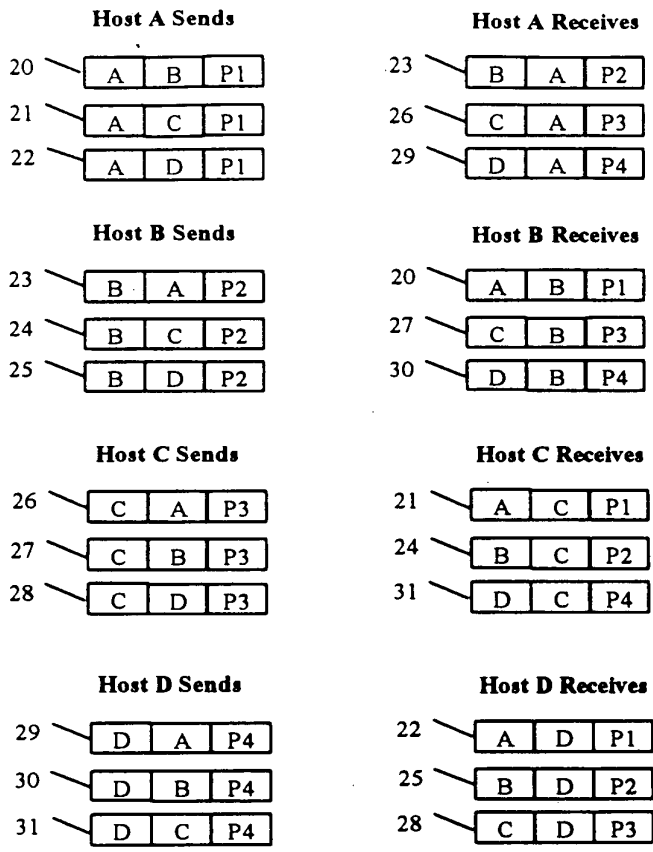 Host A Sends
20 A B P1
21 A C P1
22 A D P1
Host A Receives
23 B A P2
26 C A P3
29 D A P4
Host B Sends
23 B A P2
24 B C P2
25 B D P2
Host B Receives
20 A B P1
27 C B P3
30 D B P4
Host C Sends
26 C A P3
27 C B P3
28 C D P3
Host C Receives
21 A C P1
24 B C P2
31 D C P4
Host D Sends
29 D A P4
30 D B P4
31 D C P4
Host D Receives
22 A D P1
25 B D P2
28 C D P3